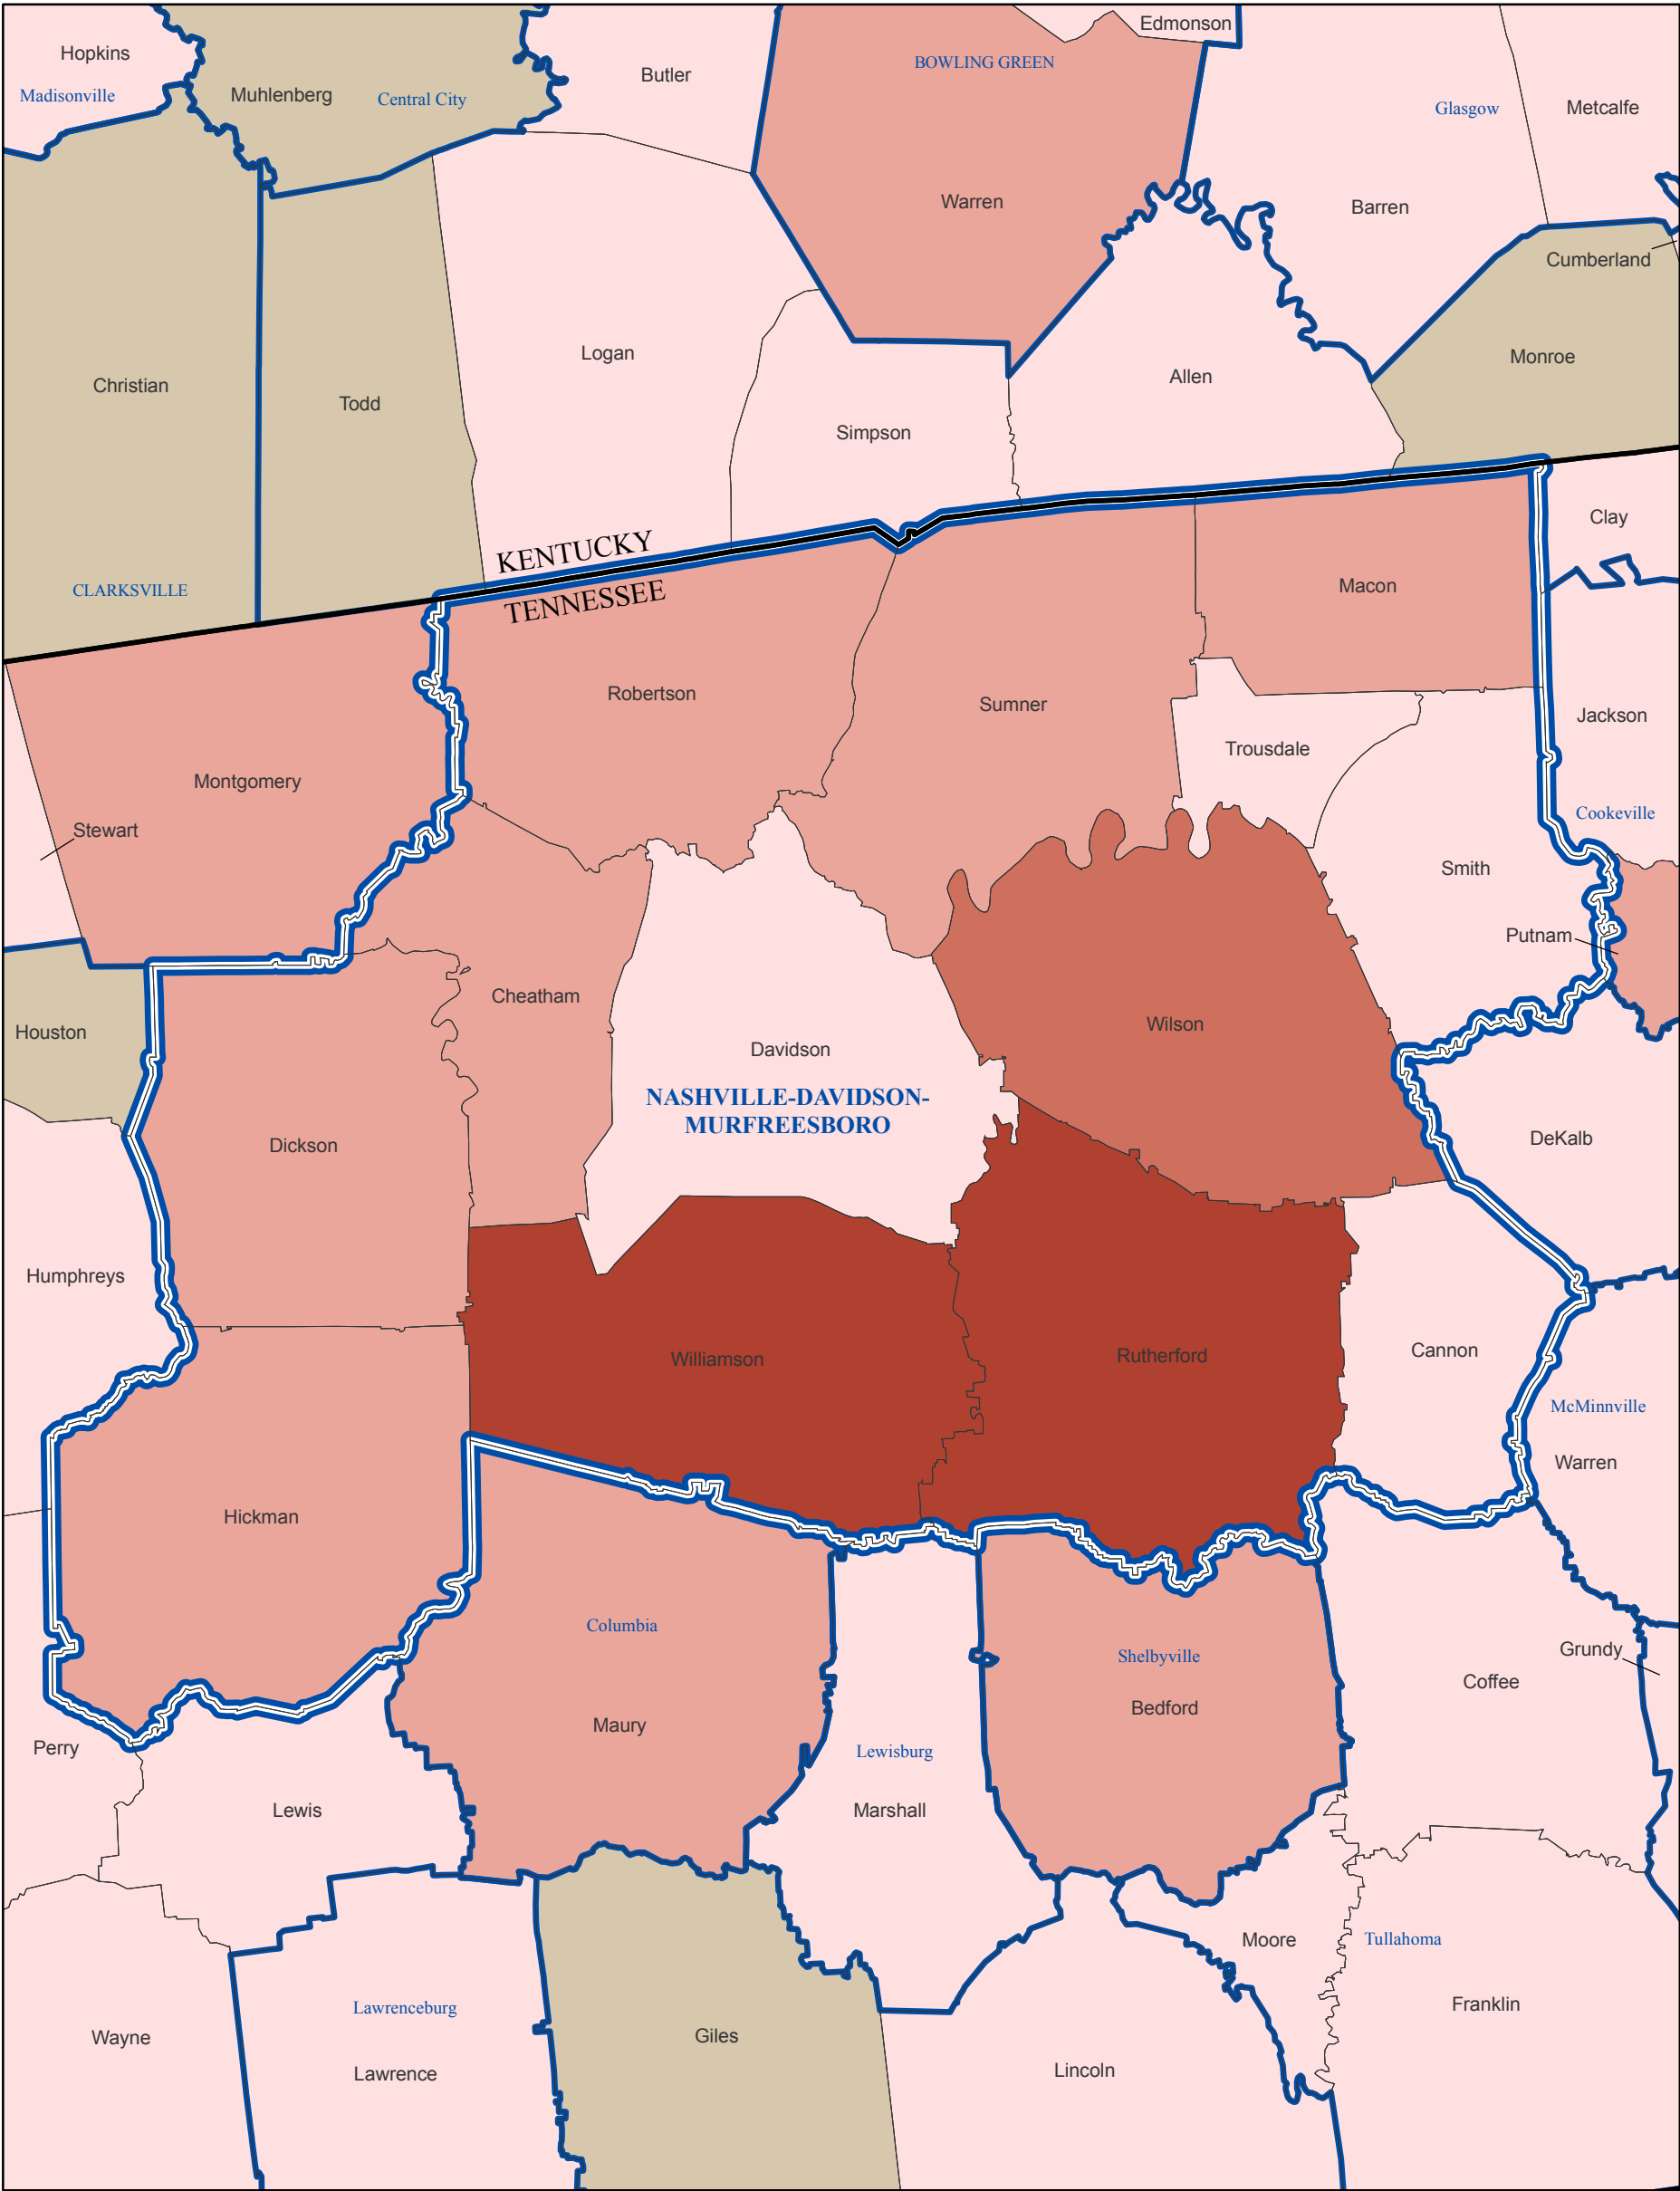 Edmonson
Hopkins
BOWLING GREEN
Butler
Madisonville
Muhlenberg
Central City
Glasgow
Metcalfe
Warren
Barren
Cumberland
Logan
Monroe
Allen
Christian
Todd
Simpson
Clay
KENTUCKY
TENNESSEE
CLARKSVILLE
Macon
Robertson
Sumner
Jackson
Trousdale
Montgomery
Cookeville
Stewart
Smith
Putnam
Cheatham
Houston
Wilson
Davidson
NASHVILLE-DAVIDSON-
MURFREESBORO
DeKalb
Dickson
Humphreys
Cannon
Rutherford
Williamson
McMinnville
Warren
Hickman
Columbia
Grundy
Shelbyville
Coffee
Bedford
Maury
Perry
Lewisburg
Lewis
Marshall
Moore
Tullahoma
Franklin
Lawrenceburg
Giles
Wayne
Lincoln
Lawrence